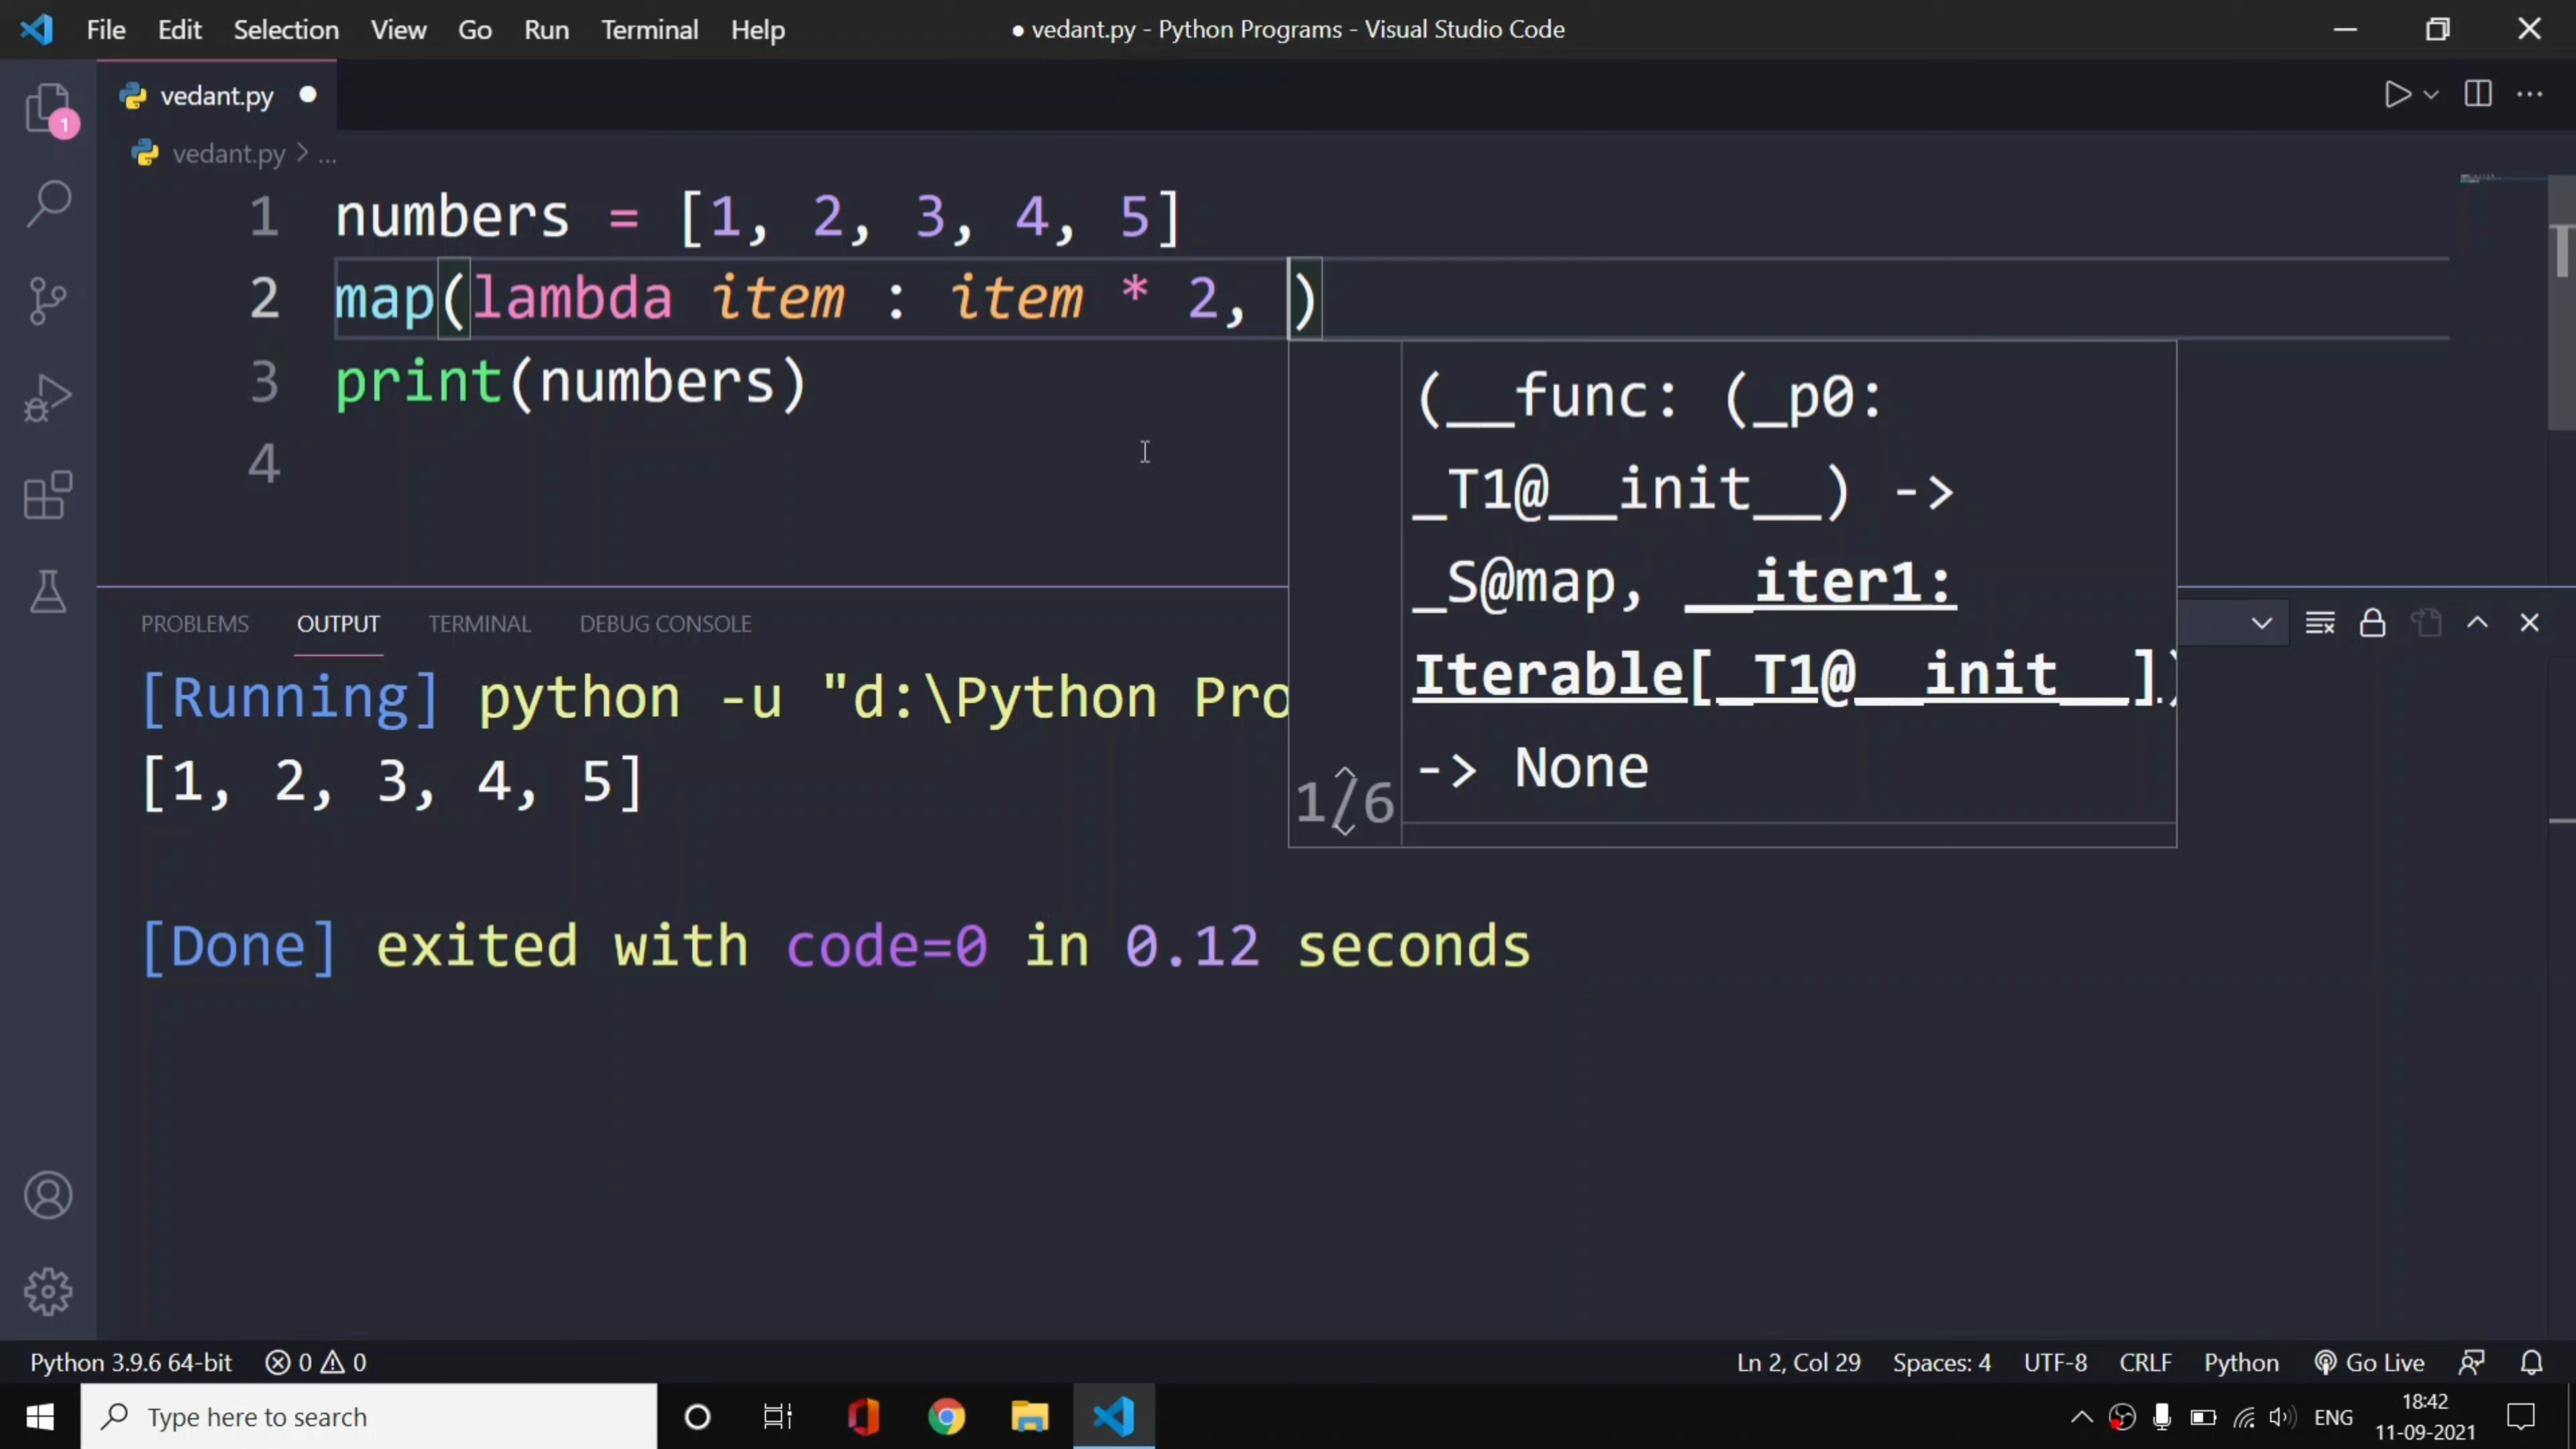 File Edit Selection View Go Run Terminal Help
● vedant.py - Python Programs - Visual Studio Code
vedant.py ●
1
vedant.py > ...
1 numbers = [1, 2, 3, 4, 5]
2 map(lambda item : item * 2, )
3 print(numbers)
4
(__func: (_p0:
_T1@__init__) ->
_S@map, __iter1:
Iterable[_T1@__init__])
-> None
1/6
PROBLEMS OUTPUT TERMINAL DEBUG CONSOLE
[Running] python -u "d:\Python Pro
[1, 2, 3, 4, 5]
[Done] exited with code=0 in 0.12 seconds
Python 3.9.6 64-bit 0 0 Ln 2, Col 29 Spaces: 4 UTF-8 CRLF Python Go Live
Type here to search
ENG
18:42
11-09-2021